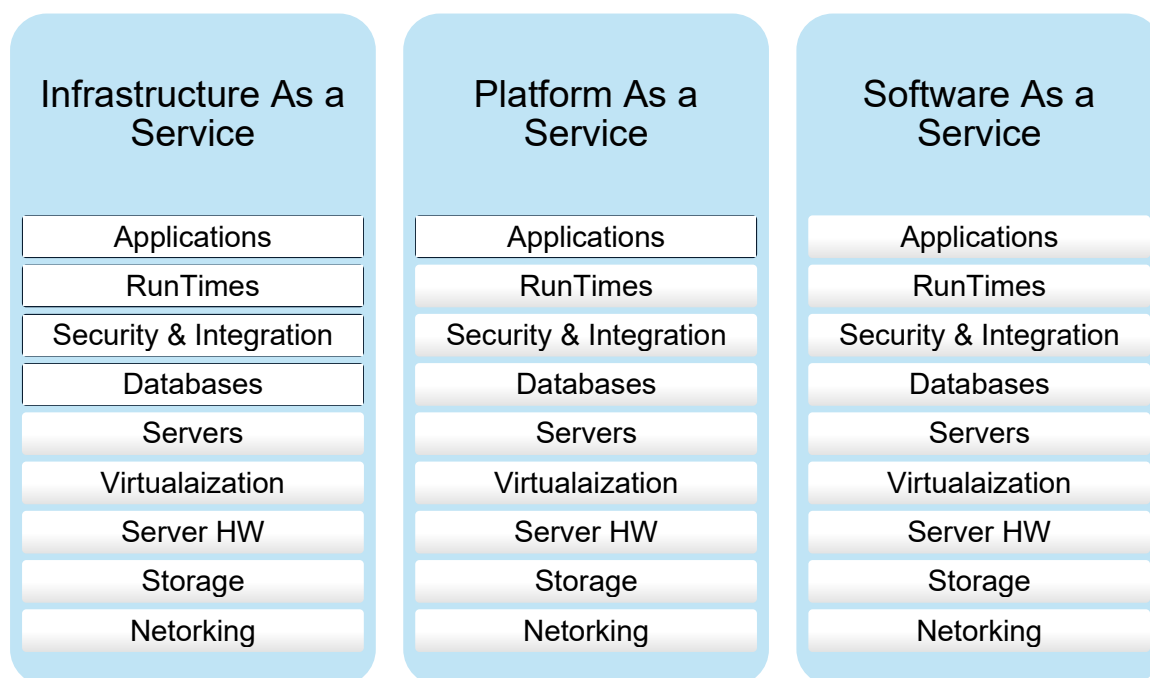 Infrastructure As a
Service
Applications
RunTimes
Security & Integration
Databases
Servers
Virtualaization
Server HW
Storage
Netorking
Platform As a
Service
Applications
RunTimes
Security & Integration
Databases
Servers
Virtualaization
Server HW
Storage
Netorking
Software As a
Service
Applications
RunTimes
Security & Integration
Databases
Servers
Virtualaization
Server HW
Storage
Netorking